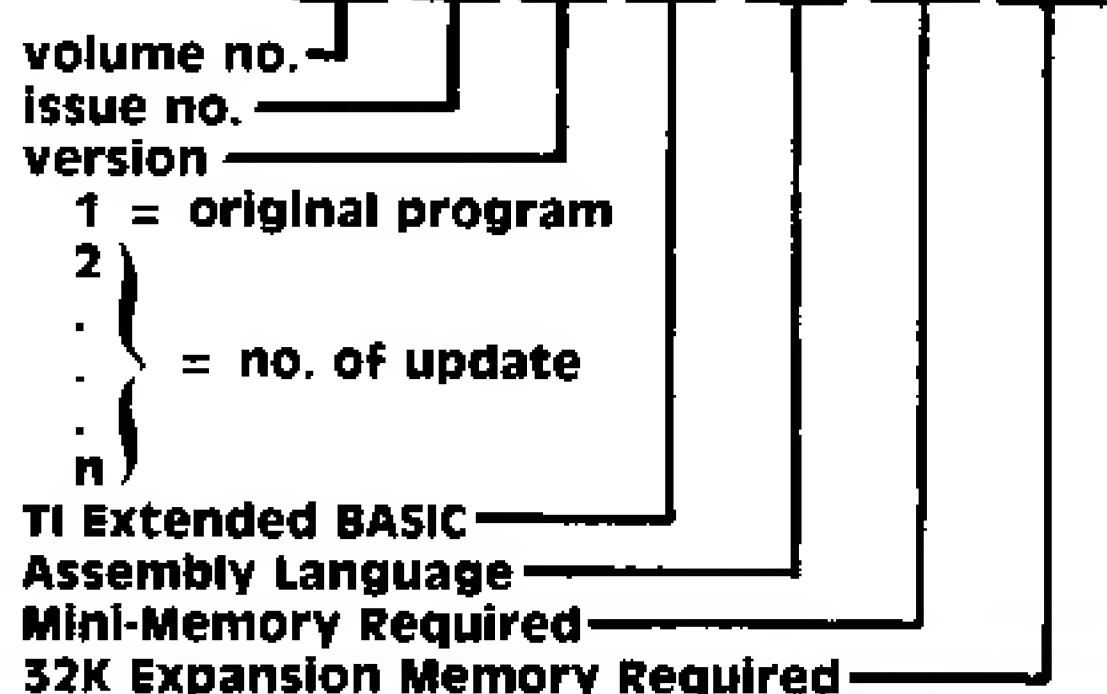 volume no.
issue no.
version
1 = original program
2
.
. = no. of update
.
n
TI Extended BASIC
Assembly Language
Mini-Memory Required
32K Expansion Memory Required